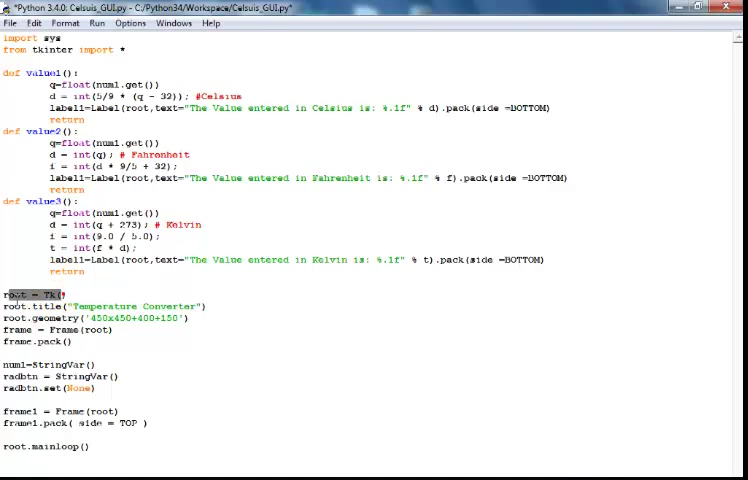 *Python 3.4.0: Celsuis_GUI.py - C:/Python34/Workspace/Celsuis_GUI.py*
File Edit Format Run Options Windows Help
import sys
from tkinter import *
def value1():
q=float(num1.get())
d = int(5/9 * (q - 32)); #Celsius
label1=Label(root,text="The Value entered in Celsius is: %.1f" % d).pack(side =BOTTOM)
return
def value2():
q=float(num1.get())
d = int(q); # Fahrenheit
i = int(d * 9/5 + 32);
label1=Label(root,text="The Value entered in Fahrenheit is: %.1f" % f).pack(side =BOTTOM)
return
def value3():
q=float(num1.get())
d = int(q + 273); # Kelvin
i = int(9.0 / 5.0);
t = int(f * d);
label1=Label(root,text="The Value entered in Kelvin is: %.1f" % t).pack(side =BOTTOM)
return
root = Tk(
root.title("Temperature Converter")
root.geometry('450x450+400+150')
frame = Frame(root)
frame.pack()
num1=StringVar()
radbtn = StringVar()
radbtn.set(None)
frame1 = Frame(root)
frame1.pack( side = TOP )
root.mainloop()